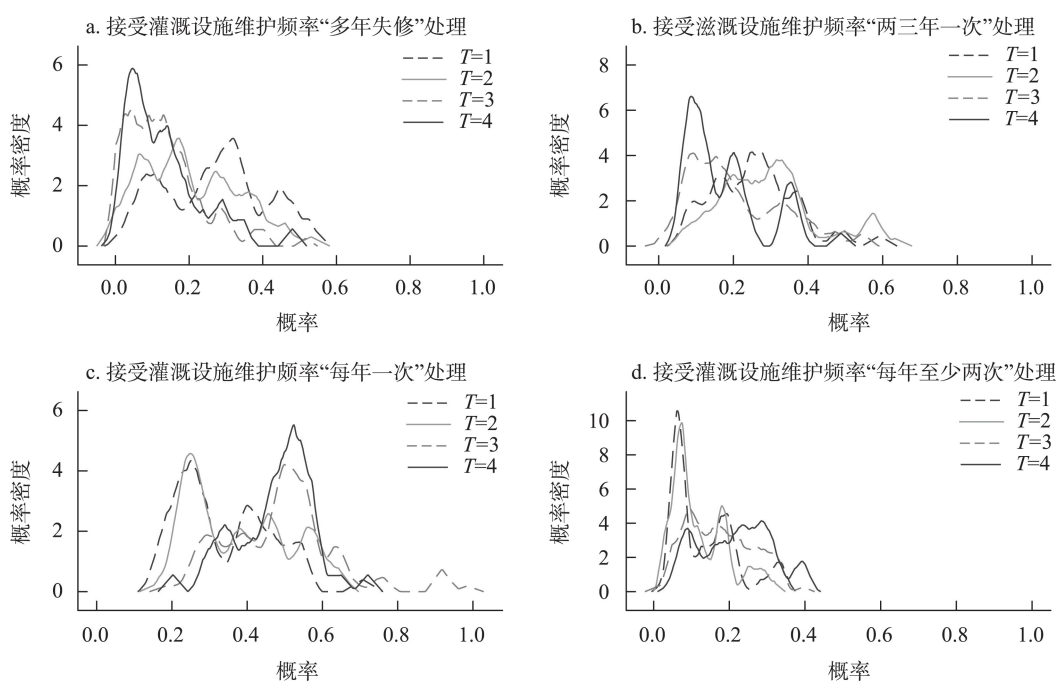 a. 接受灌溉设施维护频率“多年失修”处理
概率密度
6
4
2
0
T=1
T=2
T=3
T=4
0.0 0.2 0.4 0.6 0.8 1.0
概率
b. 接受滋溉设施维护频率“两三年一次”处理
概率密度
8
6
4
2
0
T=1
T=2
T=3
T=4
0.0 0.2 0.4 0.6 0.8 1.0
概率
c. 接受灌溉设施维护颇率“每年一次”处理
概率密度
6
4
2
0
T=1
T=2
T=3
T=4
0.0 0.2 0.4 0.6 0.8 1.0
概率
d. 接受灌溉设施维护频率“每年至少两次”处理
概率密度
10
8
6
4
2
0
T=1
T=2
T=3
T=4
0.0 0.2 0.4 0.6 0.8 1.0
概率